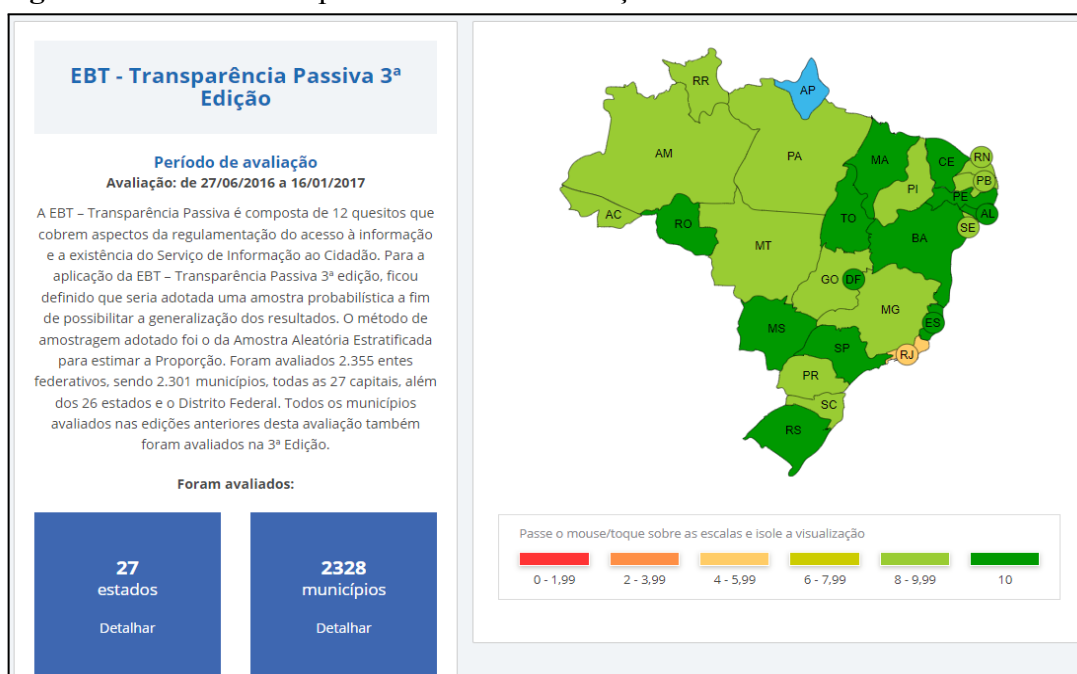 EBT - Transparência Passiva 3ª
Edição
Período de avaliação
Avaliação: de 27/06/2016 a 16/01/2017
A EBT – Transparência Passiva é composta de 12 quesitos que
cobrem aspectos da regulamentação do acesso à informação
e a existência do Serviço de Informação ao Cidadão. Para a
aplicação da EBT – Transparência Passiva 3ª edição, ficou
definido que seria adotada uma amostra probabilística a fim
de possibilitar a generalização dos resultados. O método de
amostragem adotado foi o da Amostra Aleatória Estratificada
para estimar a Proporção. Foram avaliados 2.355 entes
federativos, sendo 2.301 municípios, todas as 27 capitais, além
dos 26 estados e o Distrito Federal. Todos os municípios
avaliados nas edições anteriores desta avaliação também
foram avaliados na 3ª Edição.
Foram avaliados:
27
estados
Detalhar
2328
municípios
Detalhar
RR
AP
AM
PA
MA
CE
RN
PI
PB
PE
AC
RO
TO
AL
SE
BA
MT
GO
DF
MG
MS
ES
SP
RJ
PR
SC
RS
Passe o mouse/toque sobre as escalas e isole a visualização
0 - 1,99
2 - 3,99
4 - 5,99
6 - 7,99
8 - 9,99
10